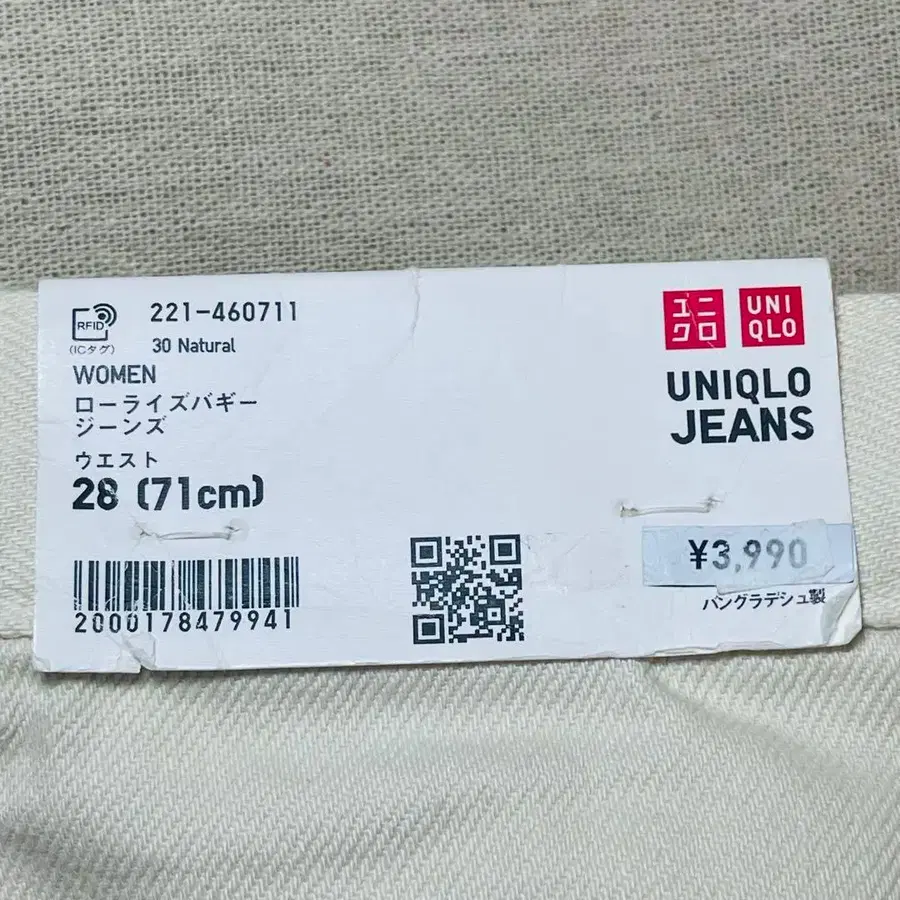 RFID
(ICタグ)
221-460711
30 Natural
WOMEN
ローライズバギー
ジーンズ
ウエスト
28 (71cm)
2000178479941
ユニ
クロ
UNI
QLO
UNIQLO
JEANS
¥3,990
バングラデシュ製